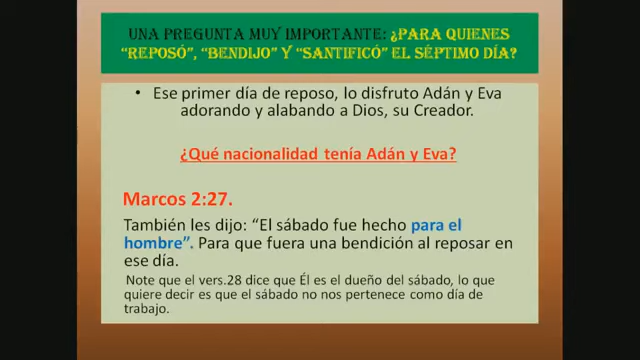 UNA PREGUNTA MUY IMPORTANTE: ¿PARA QUIENES
“REPOSÓ”, “BENDIJO” Y “SANTIFICÓ” EL SÉPTIMO DÍA?
• Ese primer día de reposo, lo disfruto Adán y Eva
adorando y alabando a Dios, su Creador.
¿Qué nacionalidad tenía Adán y Eva?
Marcos 2:27.
También les dijo: “El sábado fue hecho para el
hombre”. Para que fuera una bendición al reposar en
ese día.
Note que el vers.28 dice que Él es el dueño del sábado, lo que
quiere decir es que el sábado no nos pertenece como día de
trabajo.